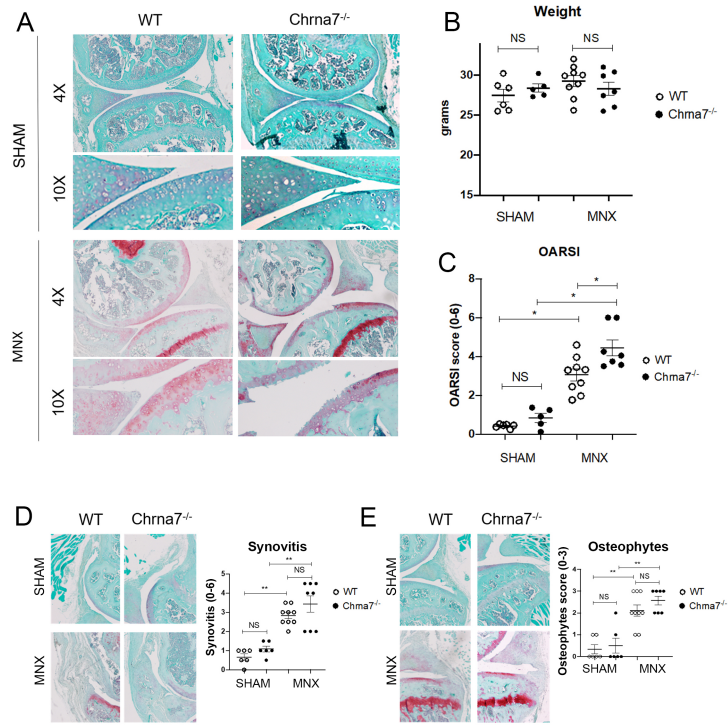 A
WT
Chrna7-/-
SHAM
4X
10X
MNX
4X
10X
B
Weight
NS
NS
grams
30
25
20
15
SHAM
MNX
WT
Chrna7-/-
C
OARSI
OARSI score (0-6)
8
6
4
2
0
*
*
*
NS
SHAM
MNX
WT
Chrna7-/-
D
WT
Chrna7-/-
SHAM
MNX
Synovitis
Synovitis (0-6)
5
4
3
2
1
0
**
**
NS
NS
SHAM
MNX
WT
Chrna7-/-
E
WT
Chrna7-/-
SHAM
MNX
Osteophytes
Osteophytes score (0-3)
4
3
2
1
0
**
**
NS
NS
SHAM
MNX
WT
Chrna7-/-